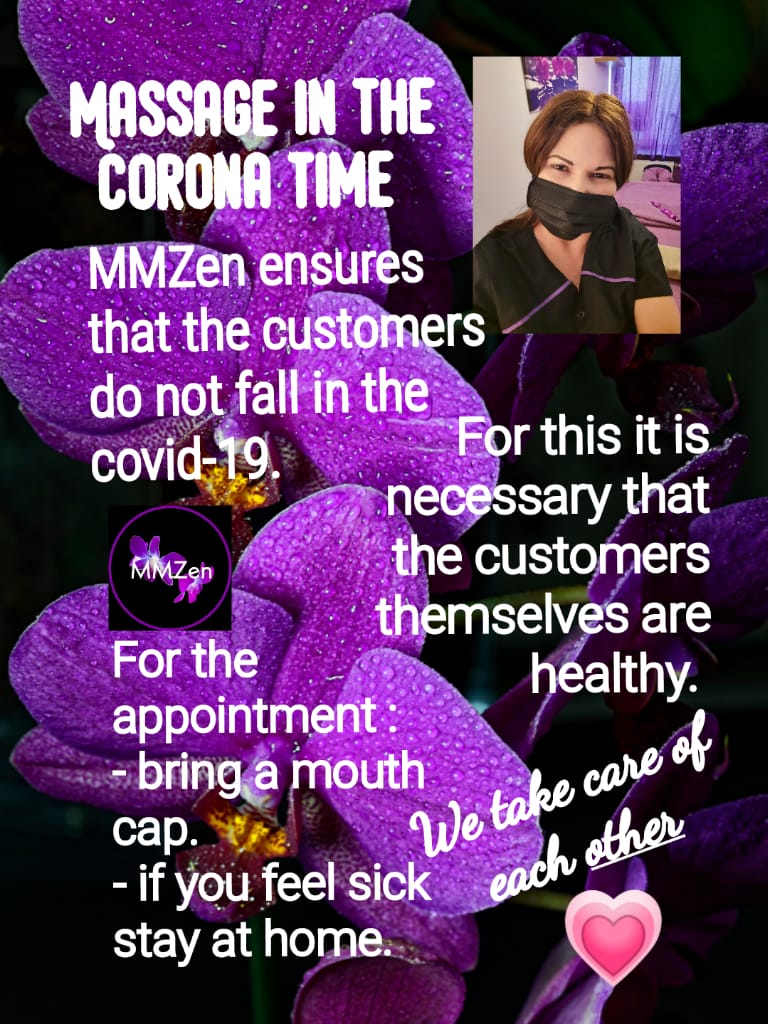 MASSAGE IN THE
CORONA TIME
MMZen ensures
that the customers
do not fall in the
covid-19.
For this it is
necessary that
the customers
themselves are
healthy.
MMZen
For the
appointment :
- bring a mouth
cap.
- if you feel sick
stay at home.
We take care of
each other